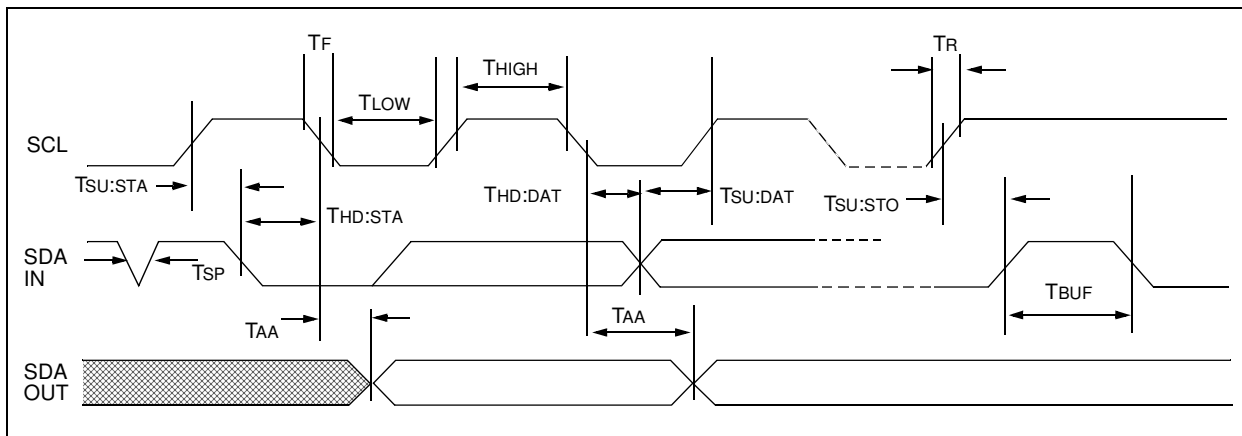 TF
TR
THIGH
TLOW
SCL
TSU:STA
THD:DAT
TSU:DAT
TSU:STO
THD:STA
SDA
IN
TSP
TBUF
TAA
TAA
SDA
OUT